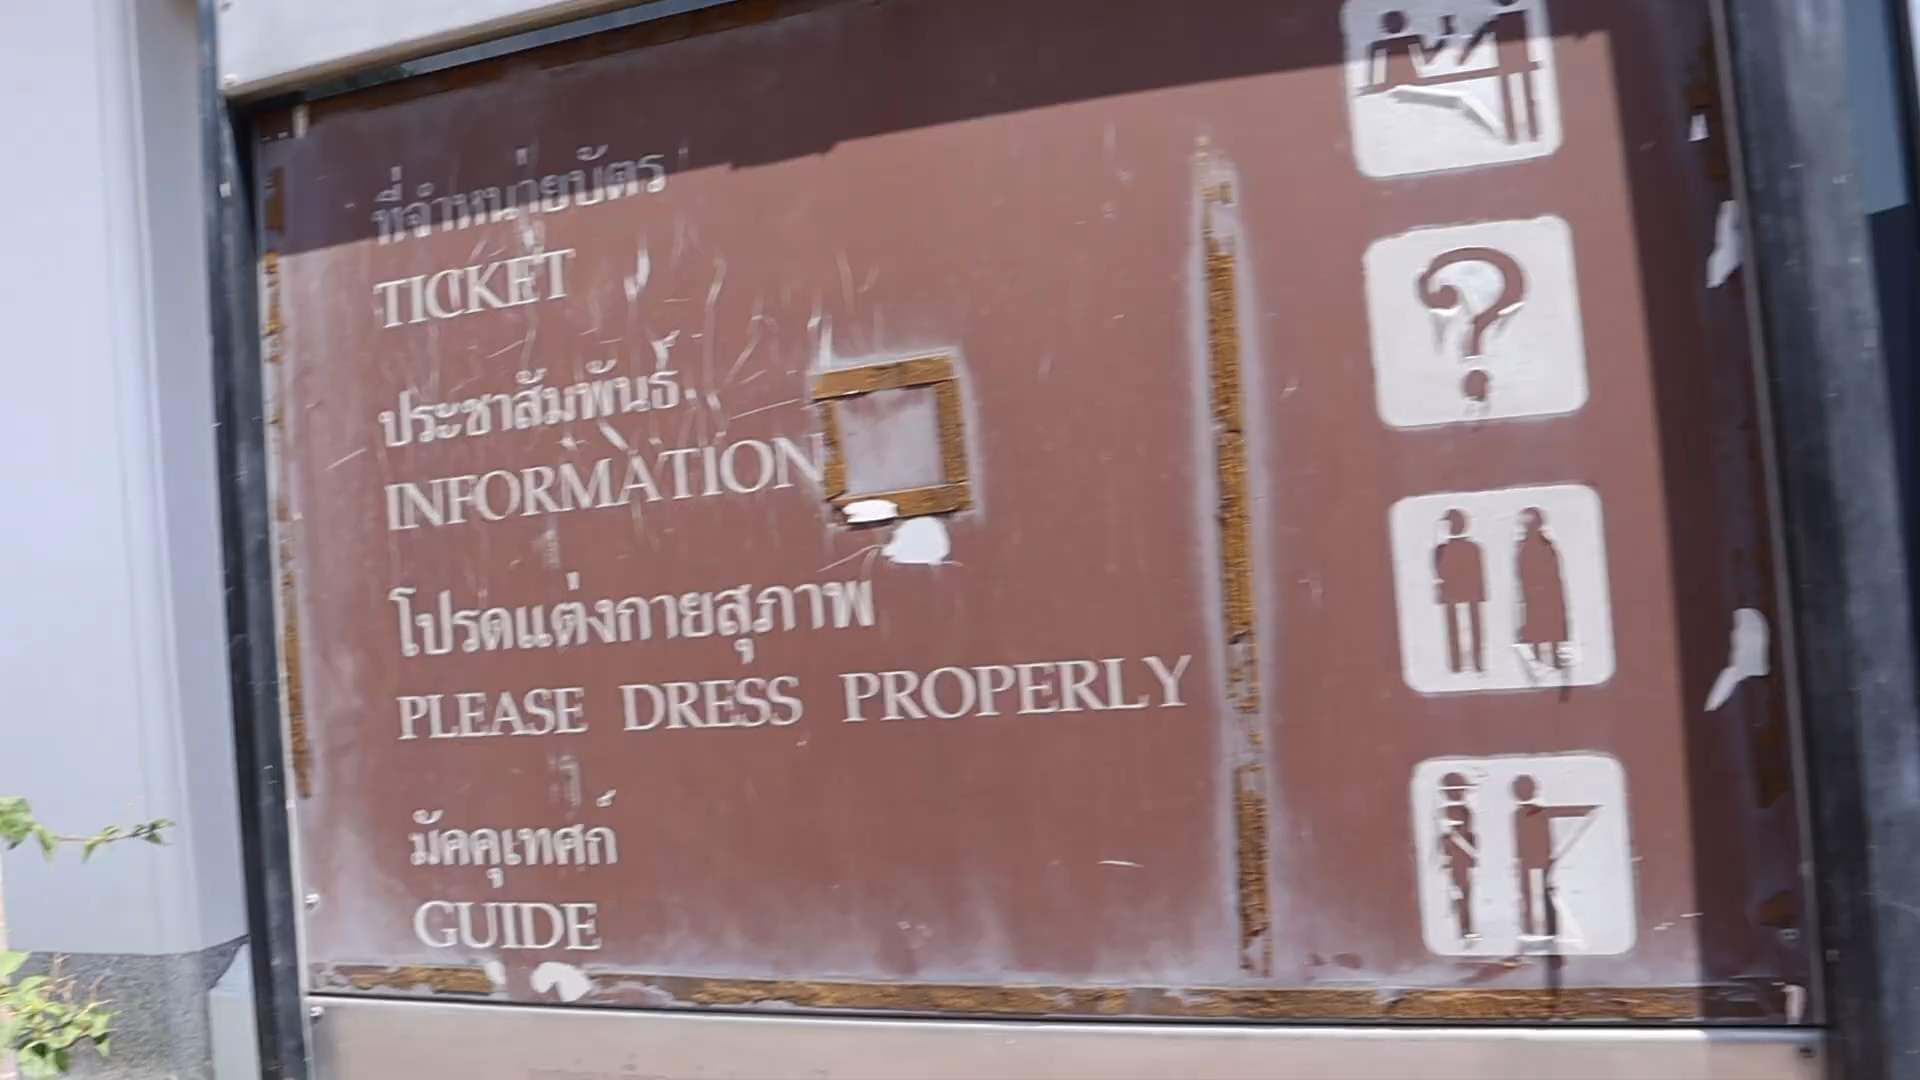 ที่จำหน่ายบัตร
TICKET
ประชาสัมพันธ์
INFORMATION
โปรดแต่งกายสุภาพ
PLEASE DRESS PROPERLY
มัคคุเทศก์
GUIDE